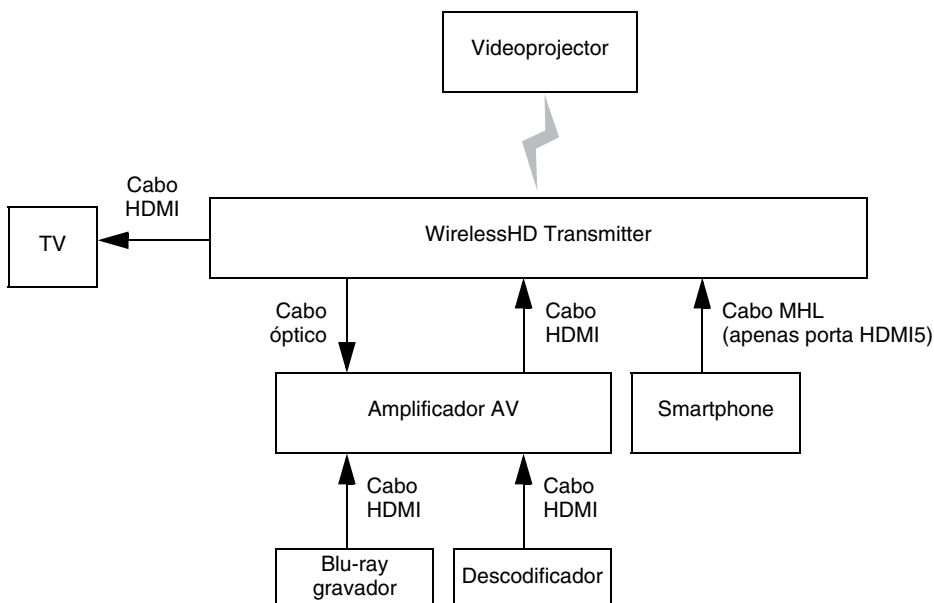 Videoprojector
Cabo
HDMI
TV
WirelessHD Transmitter
Cabo
óptico
Cabo
HDMI
Cabo MHL
(apenas porta HDMI5)
Amplificador AV
Smartphone
Cabo
HDMI
Cabo
HDMI
Blu-ray
gravador
Descodificador